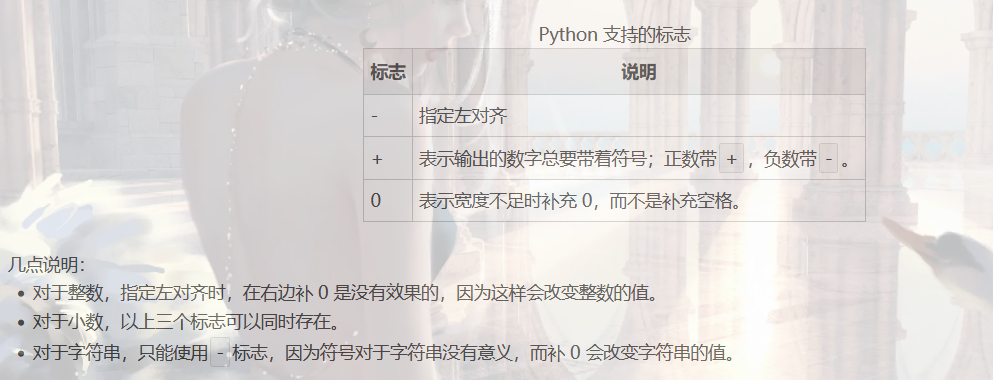 Python 支持的标志
标志 说明
- 指定左对齐
+ 表示输出的数字总要带着符号；正数带 + ，负数带 - 。
0 表示宽度不足时补充 0，而不是补充空格。
几点说明：
• 对于整数，指定左对齐时，在右边补 0 是没有效果的，因为这样会改变整数的值。
• 对于小数，以上三个标志可以同时存在。
• 对于字符串，只能使用 - 标志，因为符号对于字符串没有意义，而补 0 会改变字符串的值。